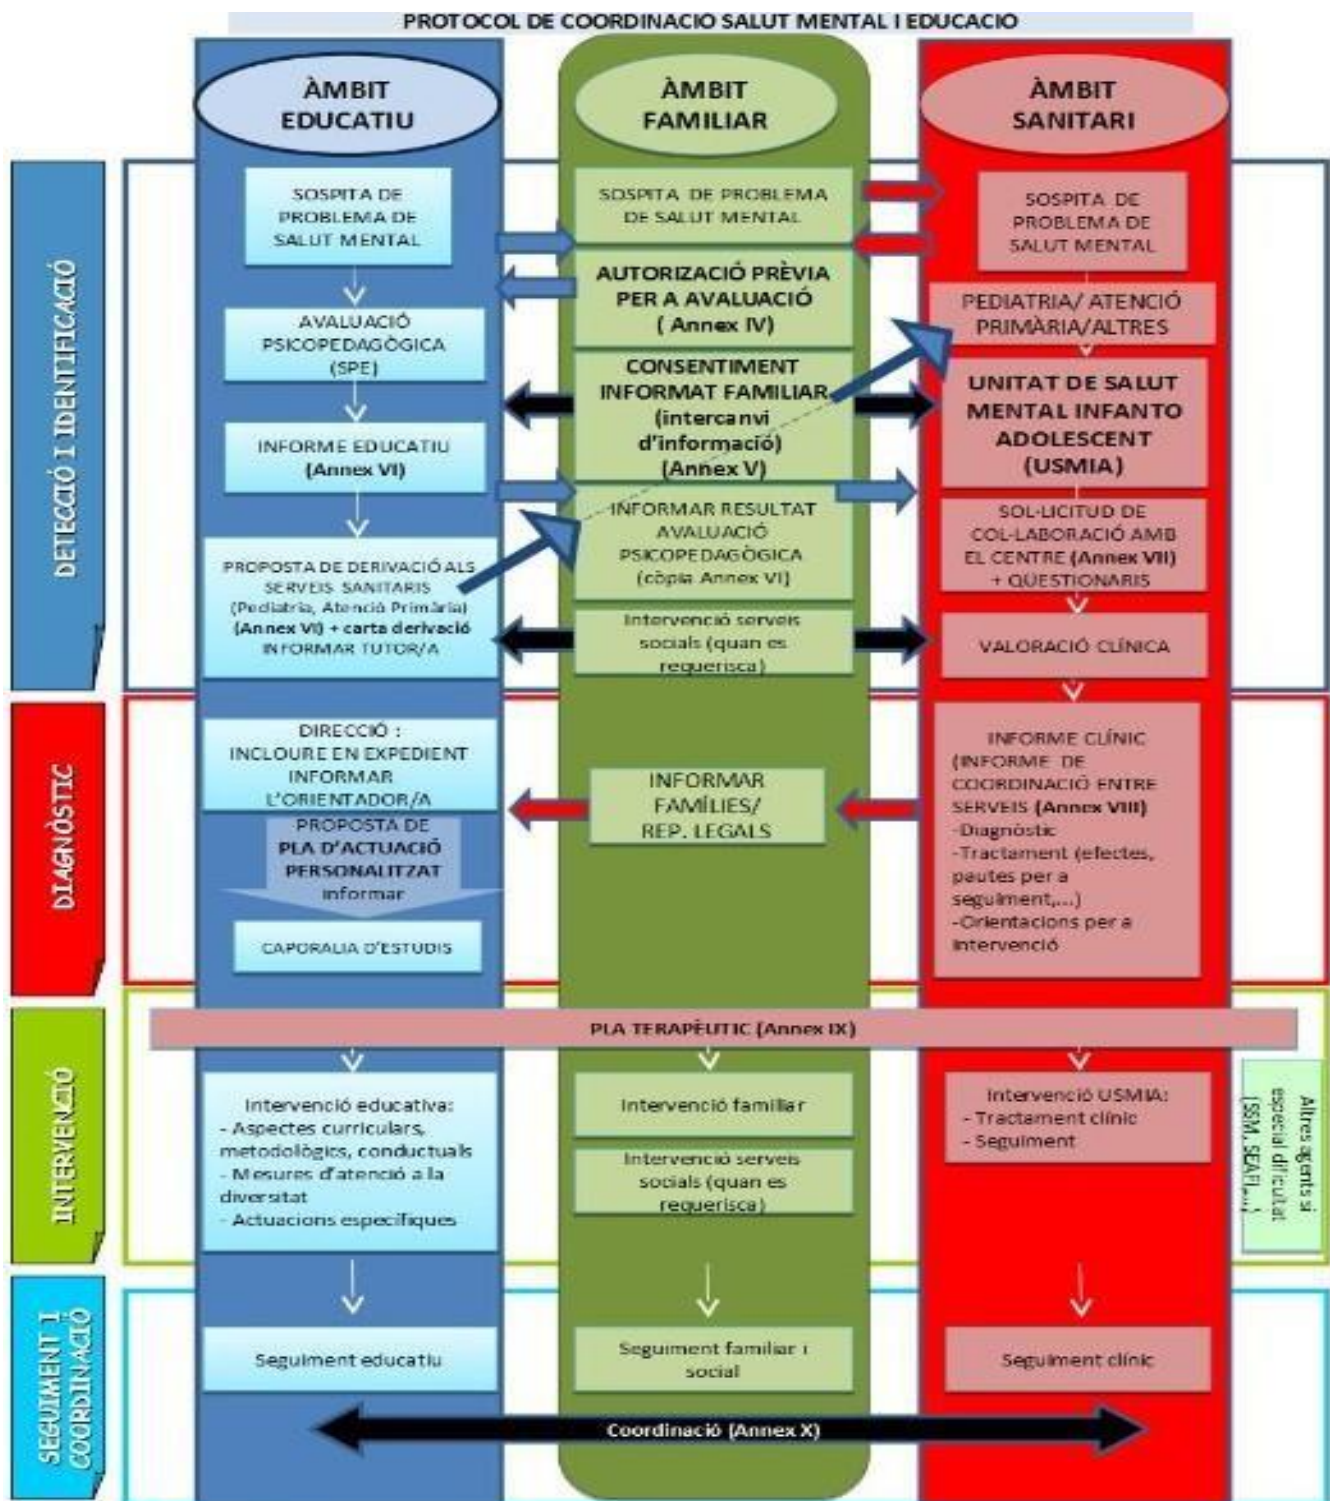 PROTOCOL DE COORDINACIÓ SALUT MENTAL I EDUCACIÓ
ÀMBIT
EDUCATIU
ÀMBIT
FAMILIAR
ÀMBIT
SANITARI
DETECCIÓ I IDENTIFICACIÓ
SOSPITA DE
PROBLEMA DE
SALUT MENTAL
AVALUACIÓ
PSICOPEDAGÒGICA
(SPE)
INFORME EDUCATIU
(Annex VI)
PROPOSTA DE DERIVACIÓ ALS
SERVEIS SANITARIS
(Pediatria, Atenció Primària)
(Annex VI) + carta derivació
INFORMAR TUTOR/A
SOSPITA DE PROBLEMA
DE SALUT MENTAL
AUTORIZACIÓ PRÈVIA
PER A AVALUACIÓ
( Annex IV)
CONSENTIMENT
INFORMAT FAMILIAR
(intercanvi
d'informació)
(Annex V)
INFORMAR RESULTAT
AVALUACIÓ
PSICOPEDAGÒGICA
(còpia Annex VI)
Intervenció serveis
socials (quan es
requerisca)
SOSPITA DE
PROBLEMA DE
SALUT MENTAL
PEDIATRIA/ ATENCIÓ
PRIMÀRIA/ALTRES
UNITAT DE SALUT
MENTAL INFANTO
ADOLESCENT
(USMIA)
SOL·LICITUD DE
COL·LABORACIÓ AMB
EL CENTRE (Annex VII)
+ QÜESTIONARIS
VALORACIÓ CLÍNICA
DIAGNÒSTIC
DIRECCIÓ :
INCLOURE EN EXPEDIENT
INFORMAR
L'ORIENTADOR/A
PROPOSTA DE
PLA D'ACTUACIÓ
PERSONALITZAT
informar
CAPORALIA D'ESTUDIS
INFORMAR
FAMÍLIES/
REP. LEGALS
INFORME CLÍNIC
(INFORME DE
COORDINACIÓ ENTRE
SERVEIS (Annex VIII)
-Diagnòstic
-Tractament (efectes,
pautes per a
seguiment,...)
-Orientacions per a
intervenció
INTERVENCIÓ
PLA TERAPÈUTIC (Annex IX)
Intervenció educativa:
- Aspectes curriculars,
metodològics, conductuals
- Mesures d'atenció a la
diversitat
- Actuacions específiques
Intervenció familiar
Intervenció serveis
socials (quan es
requerisca)
Intervenció USMIA:
- Tractament clínic
- Seguiment
Altres agents si
especial dificultat
(SSM, SEAFI,...)
SEGUIMENT I
COORDINACIÓ
Seguiment educatiu
Seguiment familiar i
social
Seguiment clínic
Coordinació (Annex X)